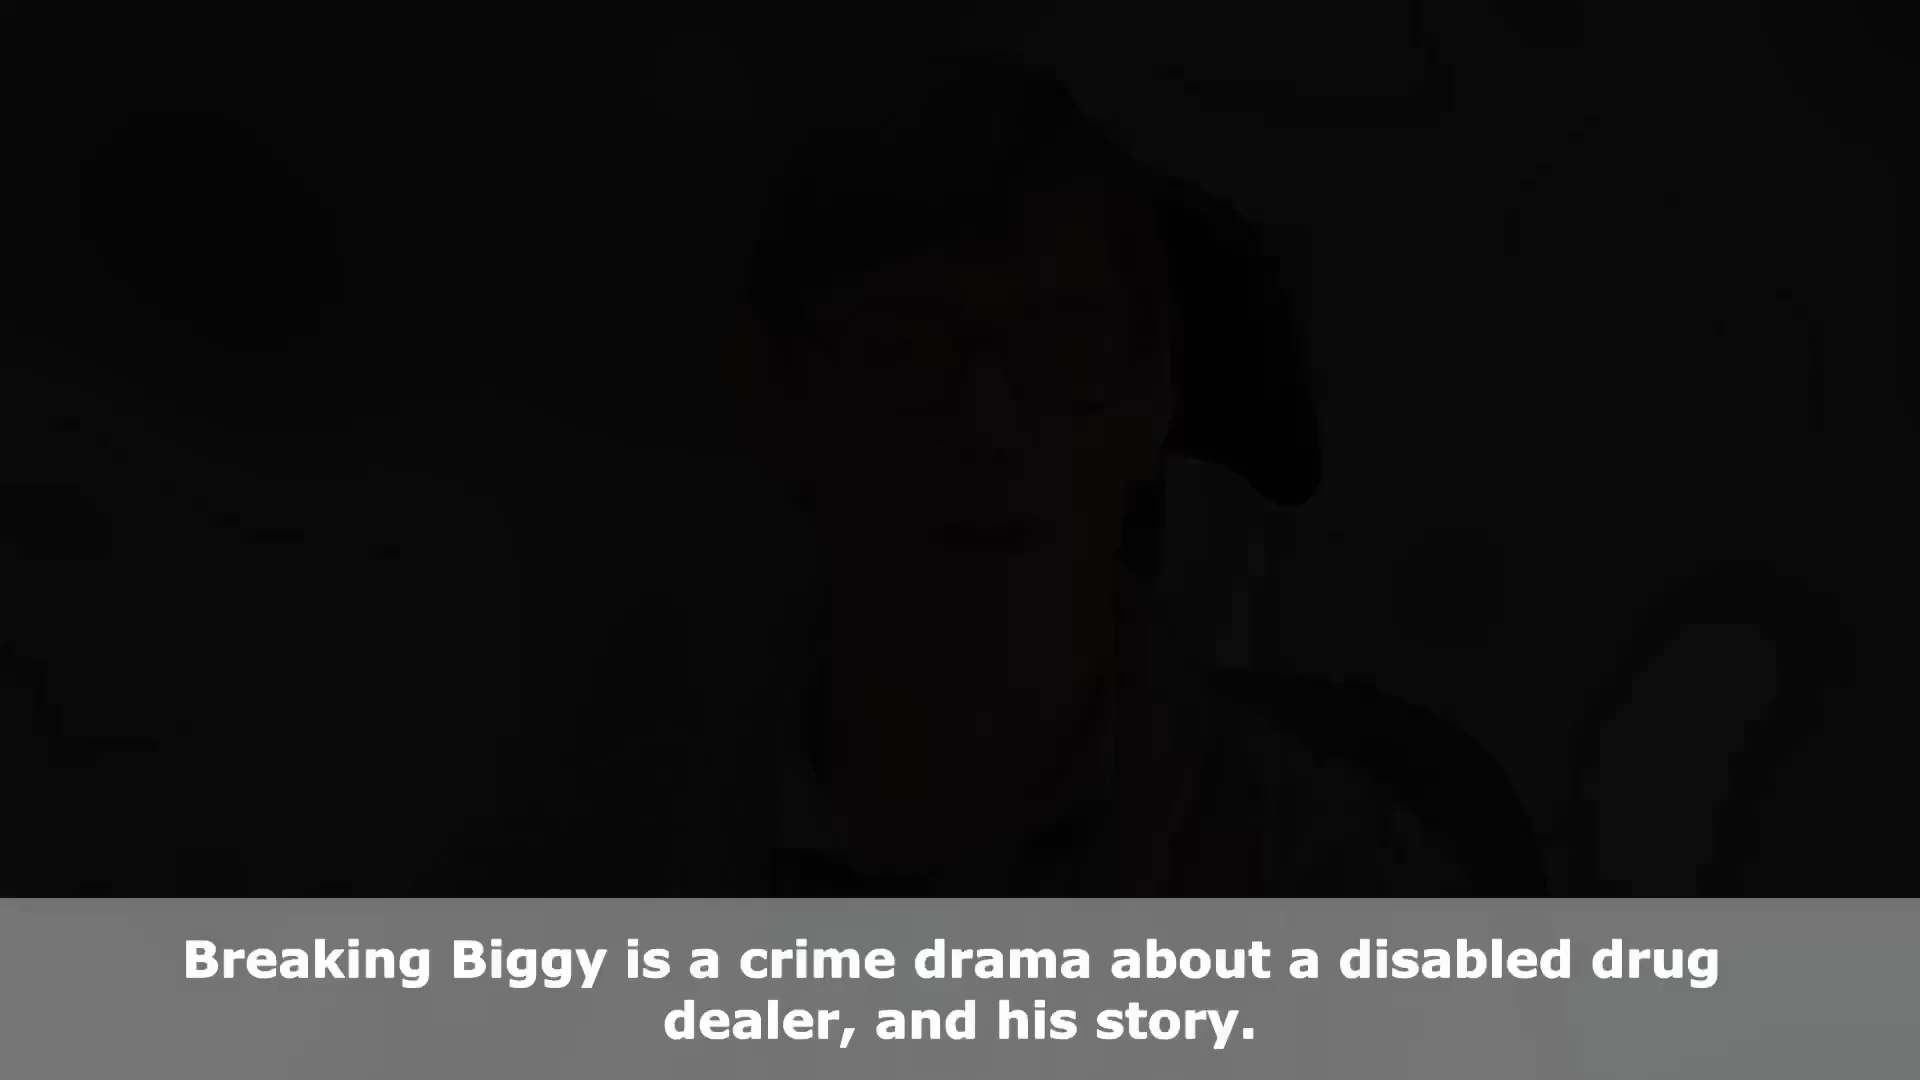 Breaking Biggy is a crime drama about a disabled drug
dealer, and his story.